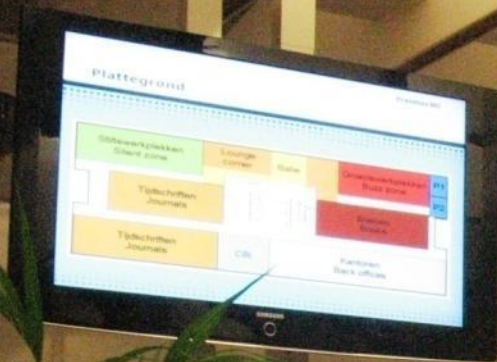 Plattegrond
Stiltewerkplekken
Silent zone
Lounge
corner
Balie
Groepswerkplekken
Buzz zone
P1
P2
Tijdschriften
Journals
Boeken
Books
Tijdschriften
Journals
Kantoren
Back offices
SAMSUNG